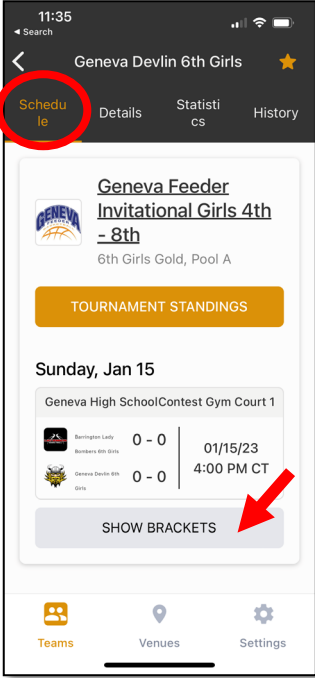 11:35
◄ Search
Geneva Devlin 6th Girls
Schedu
le
Details
Statisti
cs
History
GENEVA
FEEDER
Geneva Feeder
Invitational Girls 4th
- 8th
6th Girls Gold, Pool A
TOURNAMENT STANDINGS
Sunday, Jan 15
Geneva High SchoolContest Gym Court 1
Barrington Lady
Bombers 6th Girls
0 - 0
01/15/23
4:00 PM CT
Geneva Devlin 6th
Girls
0 - 0
SHOW BRACKETS
Teams
Venues
Settings